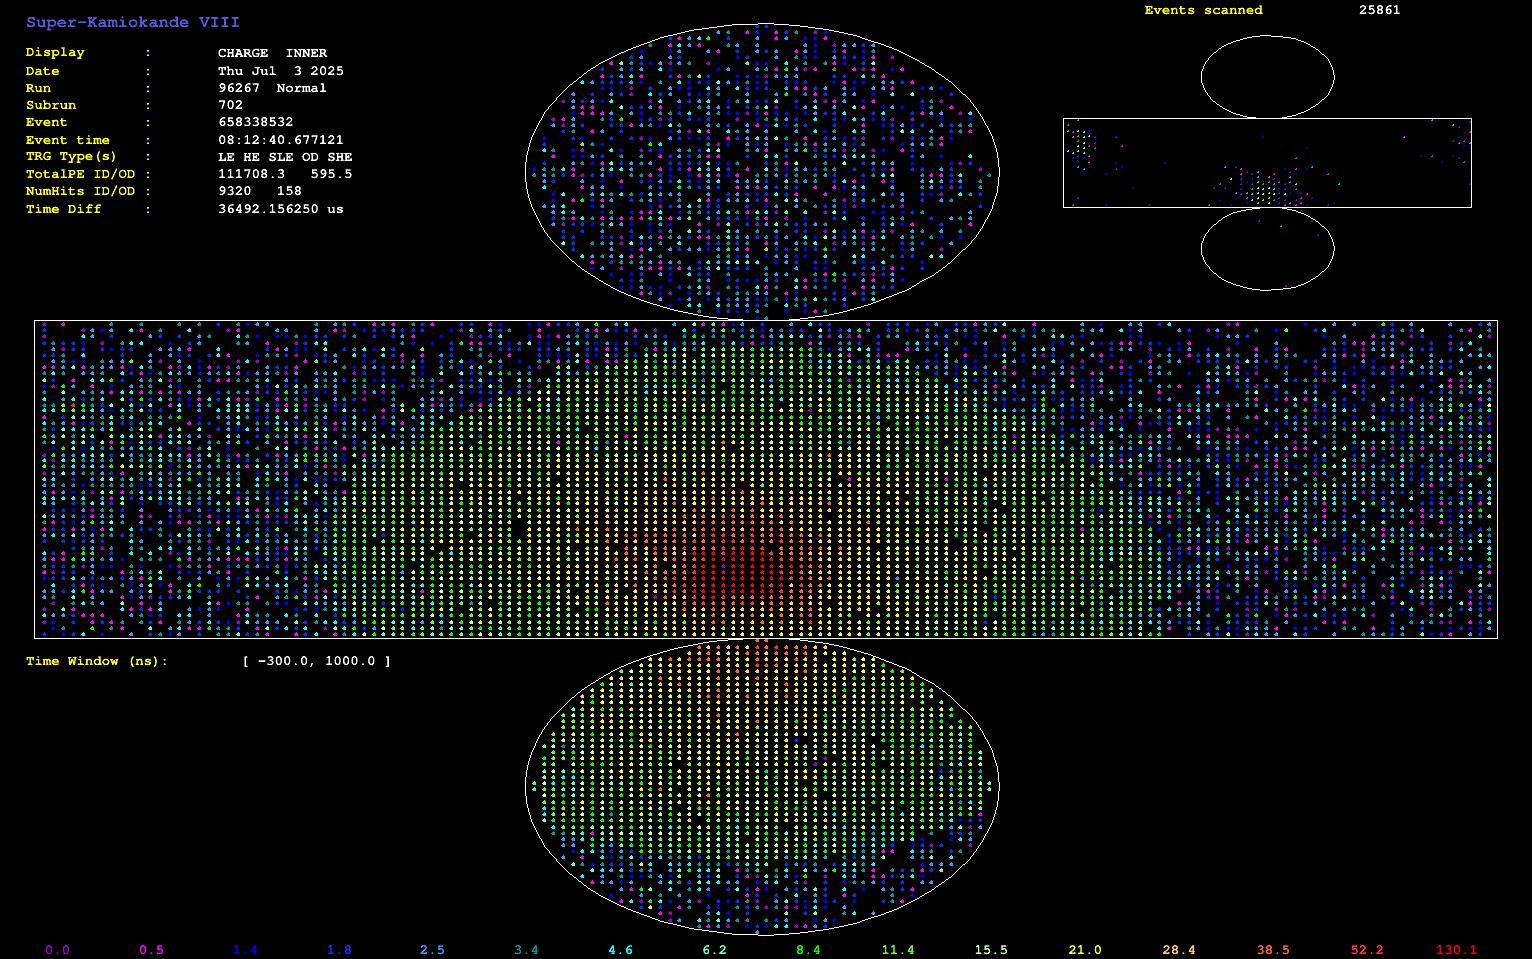 Super-Kamiokande VIII
Events scanned 25861
Display : CHARGE INNER
Date : Thu Jul 3 2025
Run : 96267 Normal
Subrun : 702
Event : 658338532
Event time : 08:12:40.677121
TRG Type(s) : LE HE SLE OD SHE
TotalPE ID/OD : 111708.3 595.5
NumHits ID/OD : 9320 158
Time Diff : 36492.156250 us
Time Window (ns): [ -300.0, 1000.0 ]
0.0 0.5 1.4 1.8 2.5 3.4 4.6 6.2 8.4 11.4 15.5 21.0 28.4 38.5 52.2 130.1